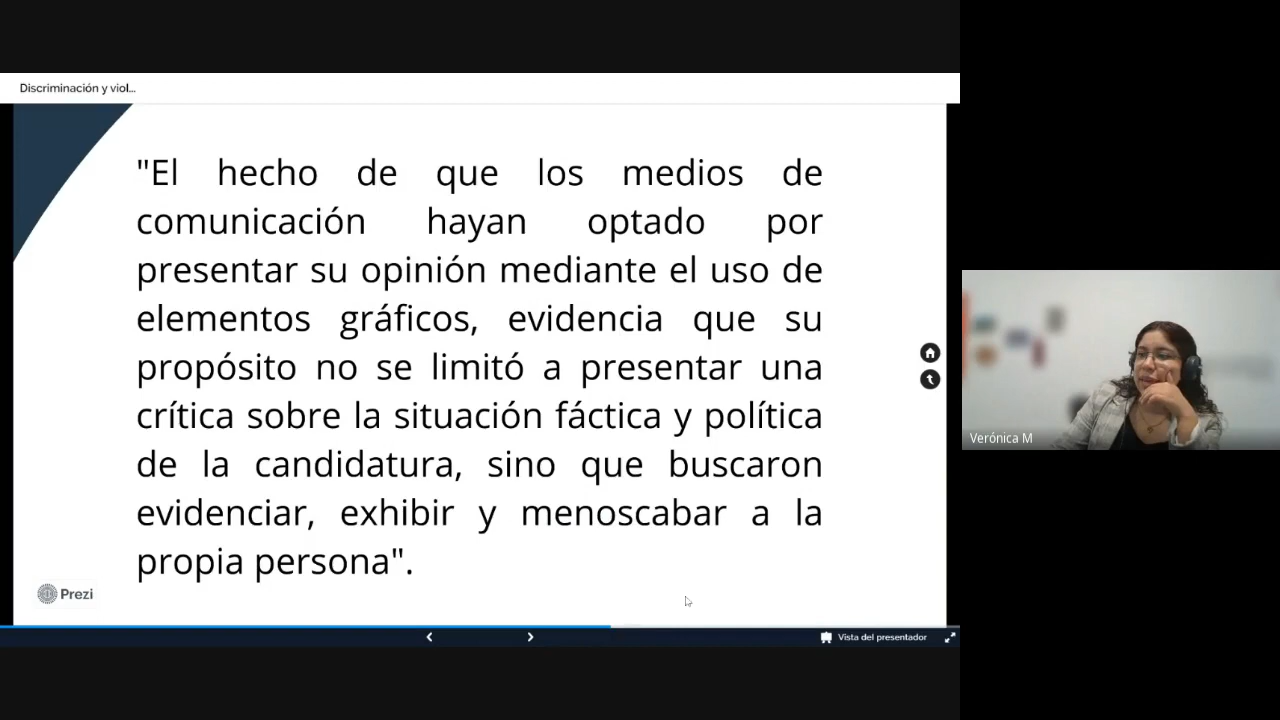 Discriminación y viol...
"El hecho de que los medios de
comunicación hayan optado por
presentar su opinión mediante el uso de
elementos gráficos, evidencia que su
propósito no se limitó a presentar una
crítica sobre la situación fáctica y política
de la candidatura, sino que buscaron
evidenciar, exhibir y menoscabar a la
propia persona".
Prezi
Vista del presentador
Verónica M